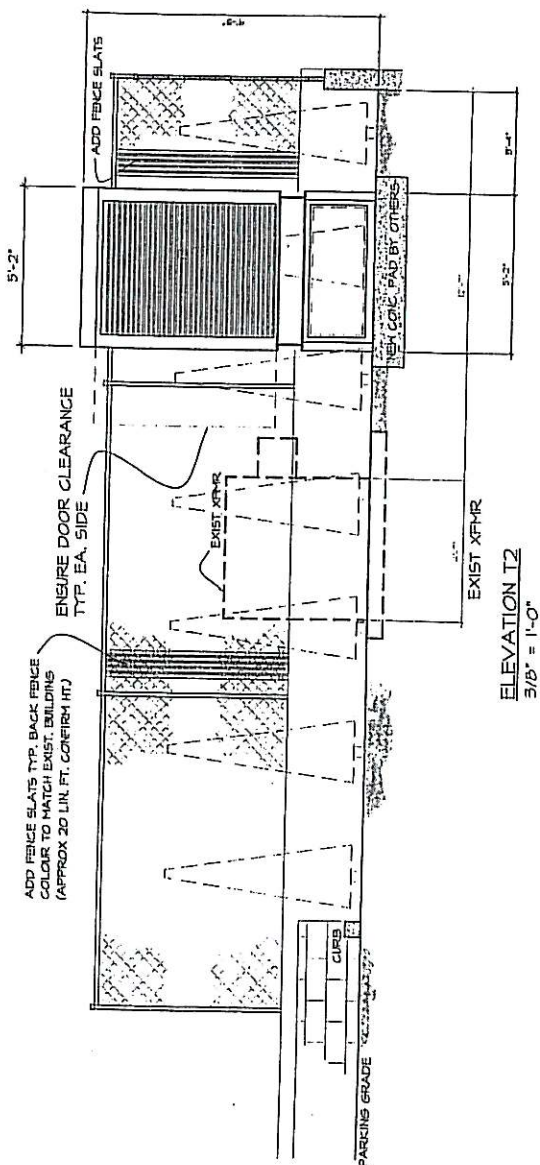 ADD FENCE SLATS TYP. BACK FENCE
COLOUR TO MATCH EXIST. BUILDING
(APPROX 20 LIN. FT. CONFIRM HT.)
ENSURE DOOR CLEARANCE
TYP. EA. SIDE
EXIST XFMR
5'-2"
ADD FENCE SLATS
CURB
PARKING GRADE
NEW CONC. PAD BY OTHERS
5'-2"
EXIST XFMR
ELEVATION T2
3/8" = 1'-0"